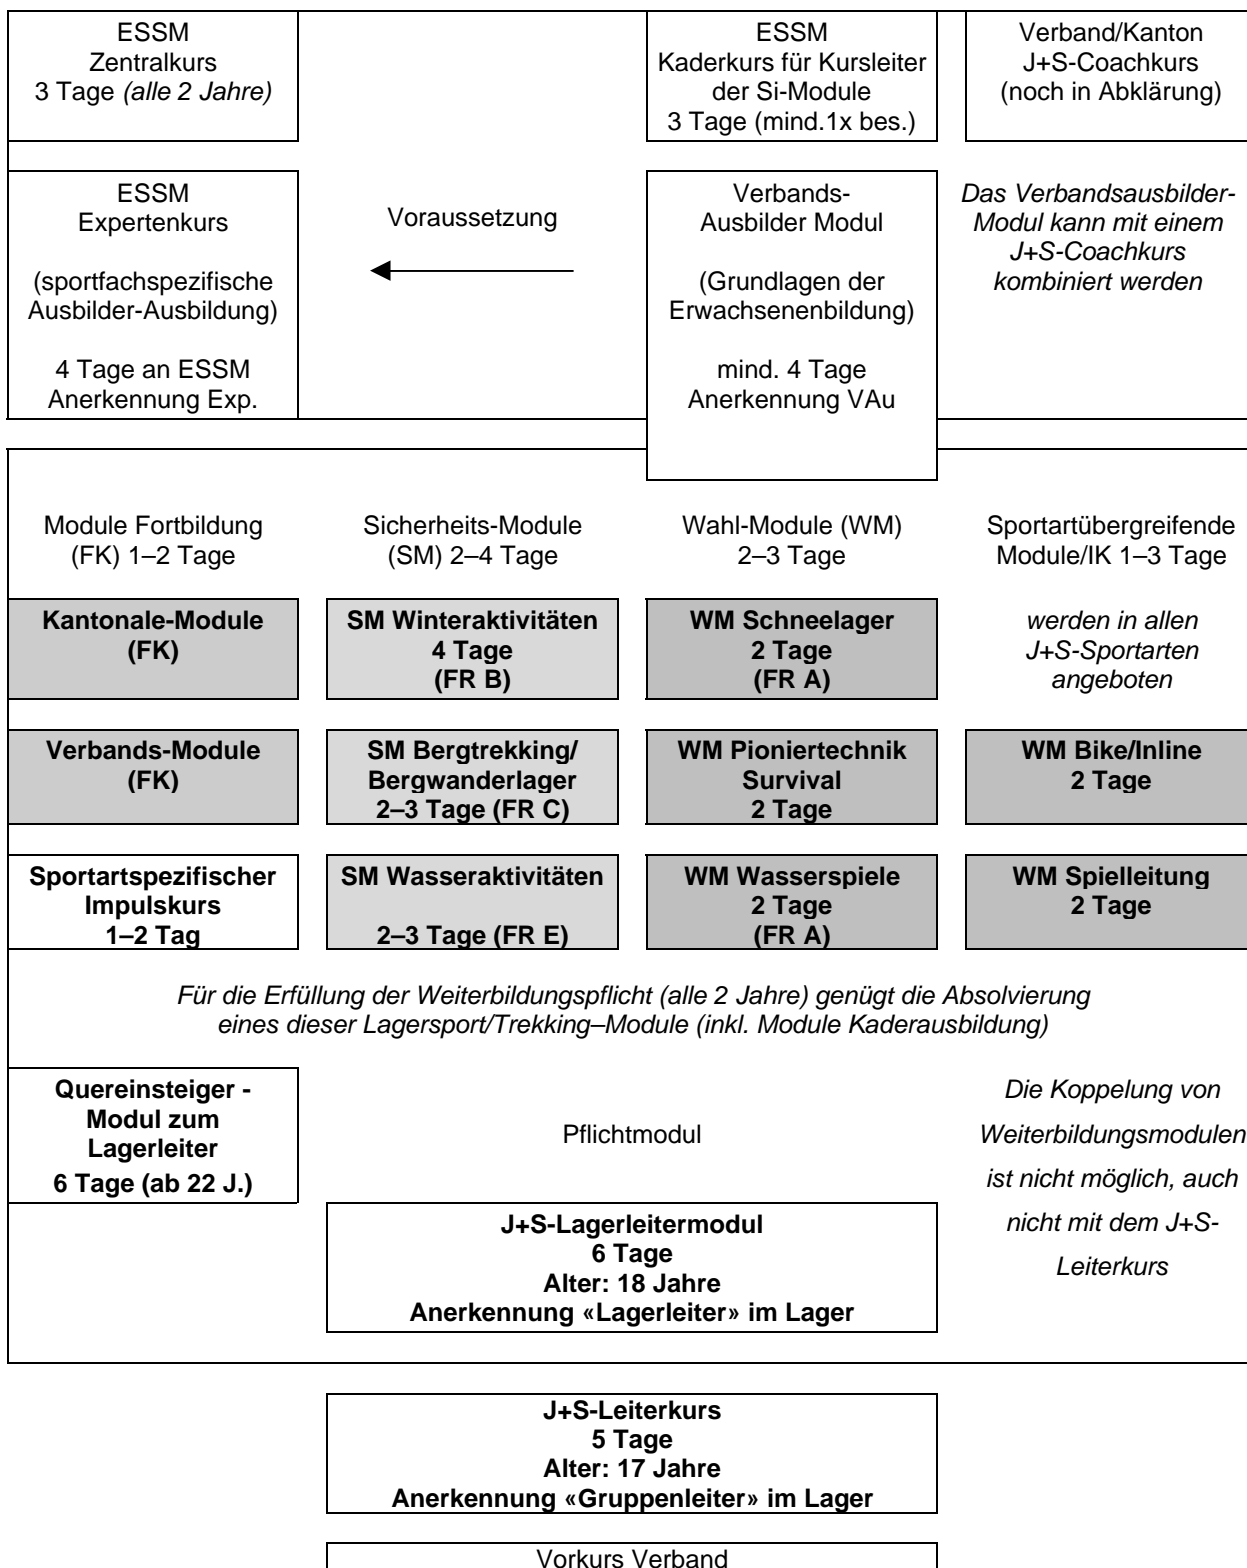 ESSM
Zentralkurs
3 Tage (alle 2 Jahre)
ESSM
Kaderkurs für Kursleiter
der Si-Module
3 Tage (mind.1x bes.)
Verband/Kanton
J+S-Coachkurs
(noch in Abklärung)
ESSM
Expertenkurs
(sportfachspezifische
Ausbilder-Ausbildung)
4 Tage an ESSM
Anerkennung Exp.
Voraussetzung
Verbands-
Ausbilder Modul
(Grundlagen der
Erwachsenenbildung)
mind. 4 Tage
Anerkennung VAu
Das Verbandsausbilder-
Modul kann mit einem
J+S-Coachkurs
kombiniert werden
Module Fortbildung
(FK) 1–2 Tage
Sicherheits-Module
(SM) 2–4 Tage
Wahl-Module (WM)
2–3 Tage
Sportartübergreifende
Module/IK 1–3 Tage
Kantonale-Module
(FK)
SM Winteraktivitäten
4 Tage
(FR B)
WM Schneelager
2 Tage
(FR A)
werden in allen
J+S-Sportarten
angeboten
Verbands-Module
(FK)
SM Bergtrekking/
Bergwanderlager
2–3 Tage (FR C)
WM Pioniertechnik
Survival
2 Tage
WM Bike/Inline
2 Tage
Sportartspezifischer
Impulskurs
1–2 Tag
SM Wasseraktivitäten
2–3 Tage (FR E)
WM Wasserspiele
2 Tage
(FR A)
WM Spielleitung
2 Tage
Für die Erfüllung der Weiterbildungspflicht (alle 2 Jahre) genügt die Absolvierung
eines dieser Lagersport/Trekking–Module (inkl. Module Kaderausbildung)
Quereinsteiger -
Modul zum
Lagerleiter
6 Tage (ab 22 J.)
Pflichtmodul
Die Koppelung von
Weiterbildungsmodulen
ist nicht möglich, auch
nicht mit dem J+S-
Leiterkurs
J+S-Lagerleitermodul
6 Tage
Alter: 18 Jahre
Anerkennung «Lagerleiter» im Lager
J+S-Leiterkurs
5 Tage
Alter: 17 Jahre
Anerkennung «Gruppenleiter» im Lager
Vorkurs Verband